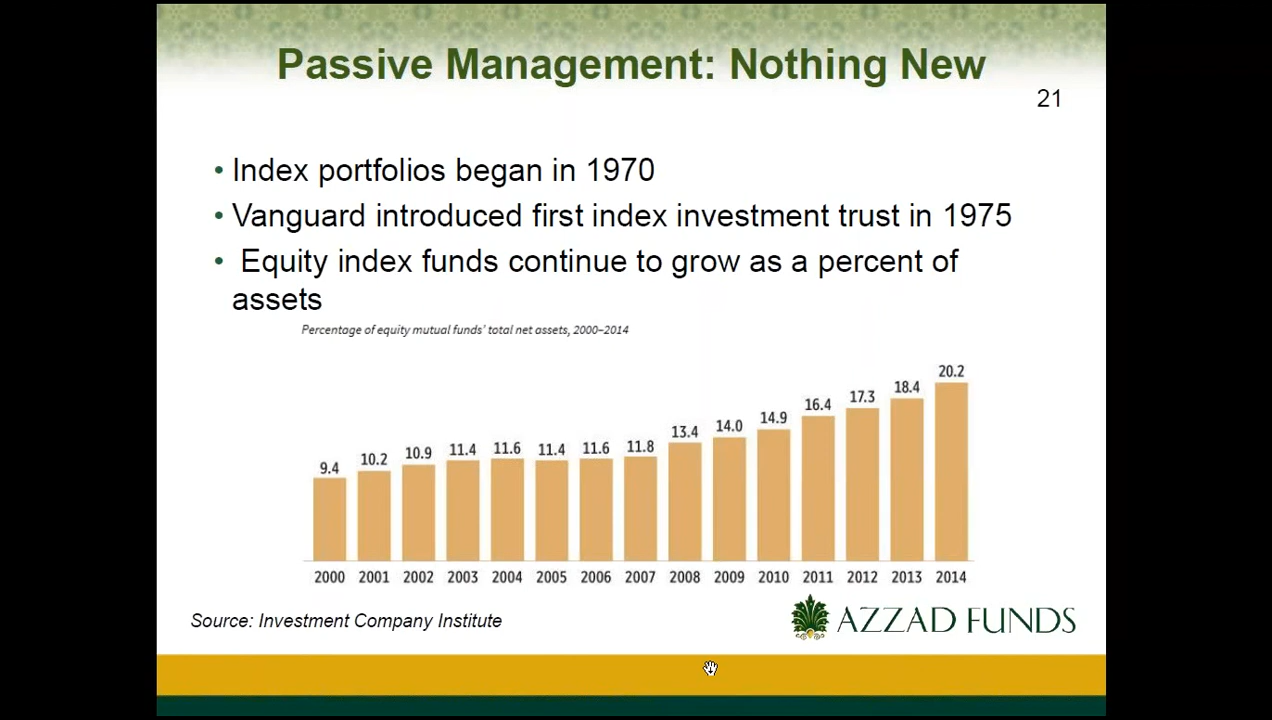 Passive Management: Nothing New
21
• Index portfolios began in 1970
• Vanguard introduced first index investment trust in 1975
• Equity index funds continue to grow as a percent of
assets
Percentage of equity mutual funds' total net assets, 2000–2014
9.4 10.2 10.9 11.4 11.6 11.4 11.6 11.8 13.4 14.0 14.9 16.4 17.3 18.4 20.2
2000 2001 2002 2003 2004 2005 2006 2007 2008 2009 2010 2011 2012 2013 2014
Source: Investment Company Institute
AZZAD FUNDS